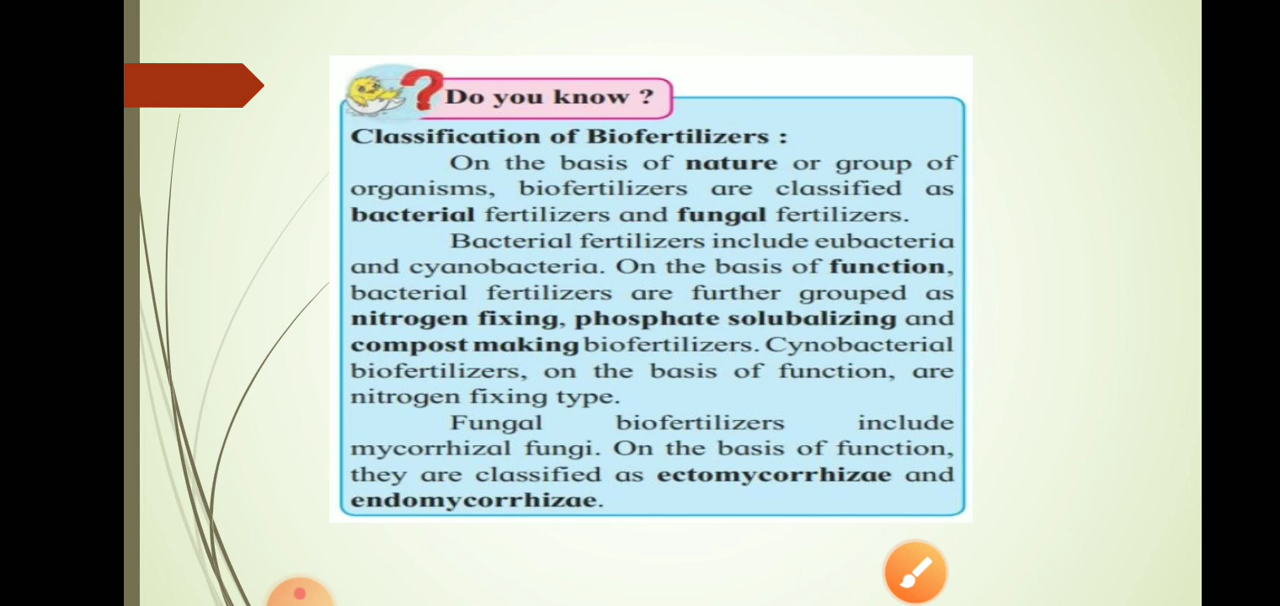 Do you know ?
Classification of Biofertilizers :
On the basis of nature or group of
organisms, biofertilizers are classified as
bacterial fertilizers and fungal fertilizers.
Bacterial fertilizers include eubacteria
and cyanobacteria. On the basis of function,
bacterial fertilizers are further grouped as
nitrogen fixing, phosphate solubalizing and
compost making biofertilizers. Cynobacterial
biofertilizers, on the basis of function, are
nitrogen fixing type.
Fungal biofertilizers include
mycorrhizal fungi. On the basis of function,
they are classified as ectomycorrhizae and
endomycorrhizae.